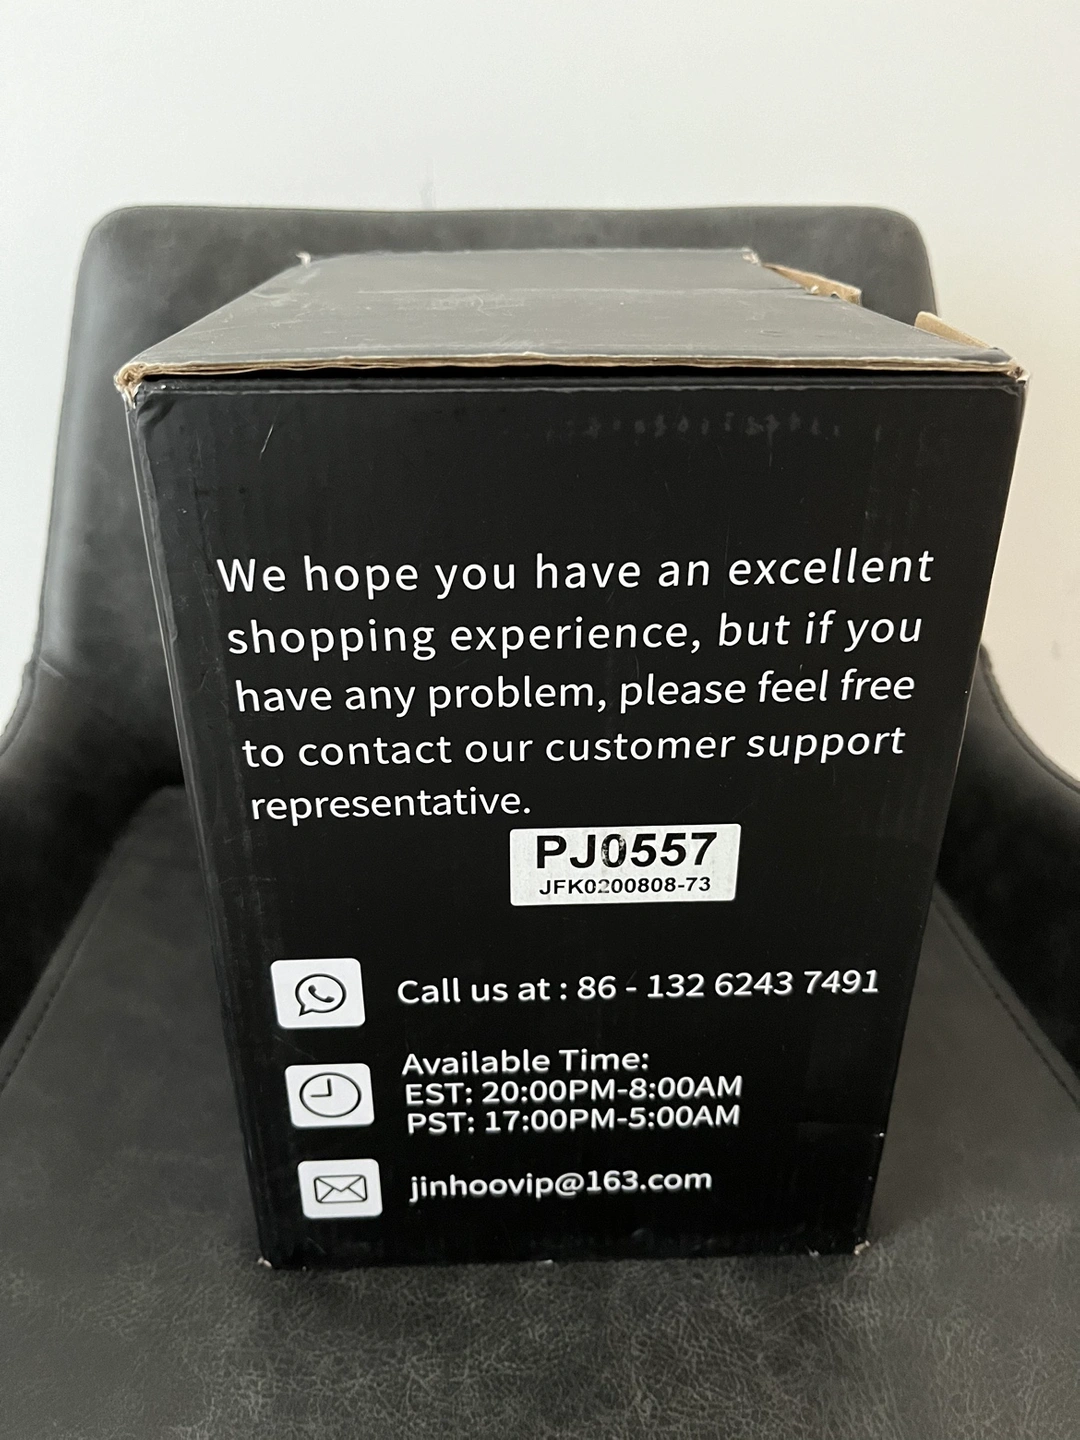 We hope you have an excellent
shopping experience, but if you
have any problem, please feel free
to contact our customer support
representative.
PJ0557
JFK0200808-73
Call us at : 86 - 132 6243 7491
Available Time:
EST: 20:00PM-8:00AM
PST: 17:00PM-5:00AM
jinhoovip@163.com